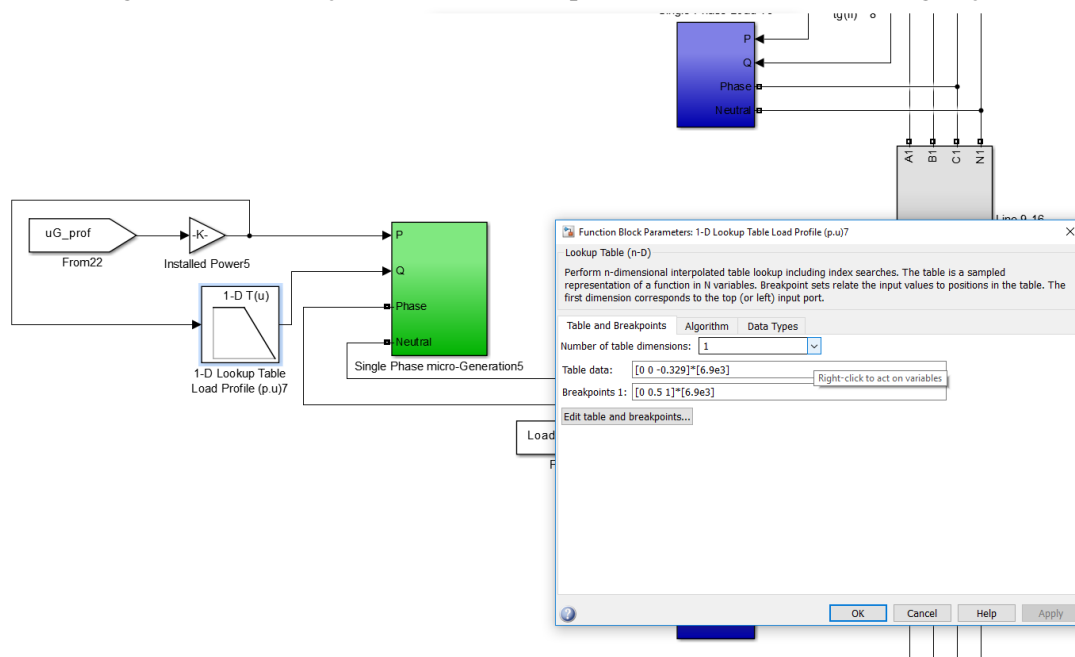 P
Q
Phase
Neutral
A1
B1
C1
N1
Line 9-16
uG_prof
From22
-K-
Installed Power5
1-D T(u)
1-D Lookup Table
Load Profile (p.u)7
P
Q
Phase
Neutral
Single Phase micro-Generation5
Load
F
Function Block Parameters: 1-D Lookup Table Load Profile (p.u)7
Lookup Table (n-D)
Perform n-dimensional interpolated table lookup including index searches. The table is a sampled
representation of a function in N variables. Breakpoint sets relate the input values to positions in the table. The
first dimension corresponds to the top (or left) input port.
Table and Breakpoints Algorithm Data Types
Number of table dimensions: 1
Table data: [0 0 -0.329]*[6.9e3]
Right-click to act on variables
Breakpoints 1: [0 0.5 1]*[6.9e3]
Edit table and breakpoints...
OK Cancel Help Apply